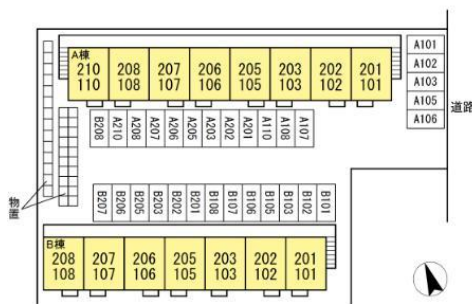 A棟
210 208 207 206 205 203 202 201
110 108 107 106 105 103 102 101
A101
A102
A103
A105
A106
道路
B208 A210 A208 A207 A206 A205 A203 A202 A201 A110 A108 A107
物置
B207 B206 B205 B203 B202 B201 B108 B107 B106 B105 B103 B102 B101
B棟
208 207 206 205 203 202 201
108 107 106 105 103 102 101